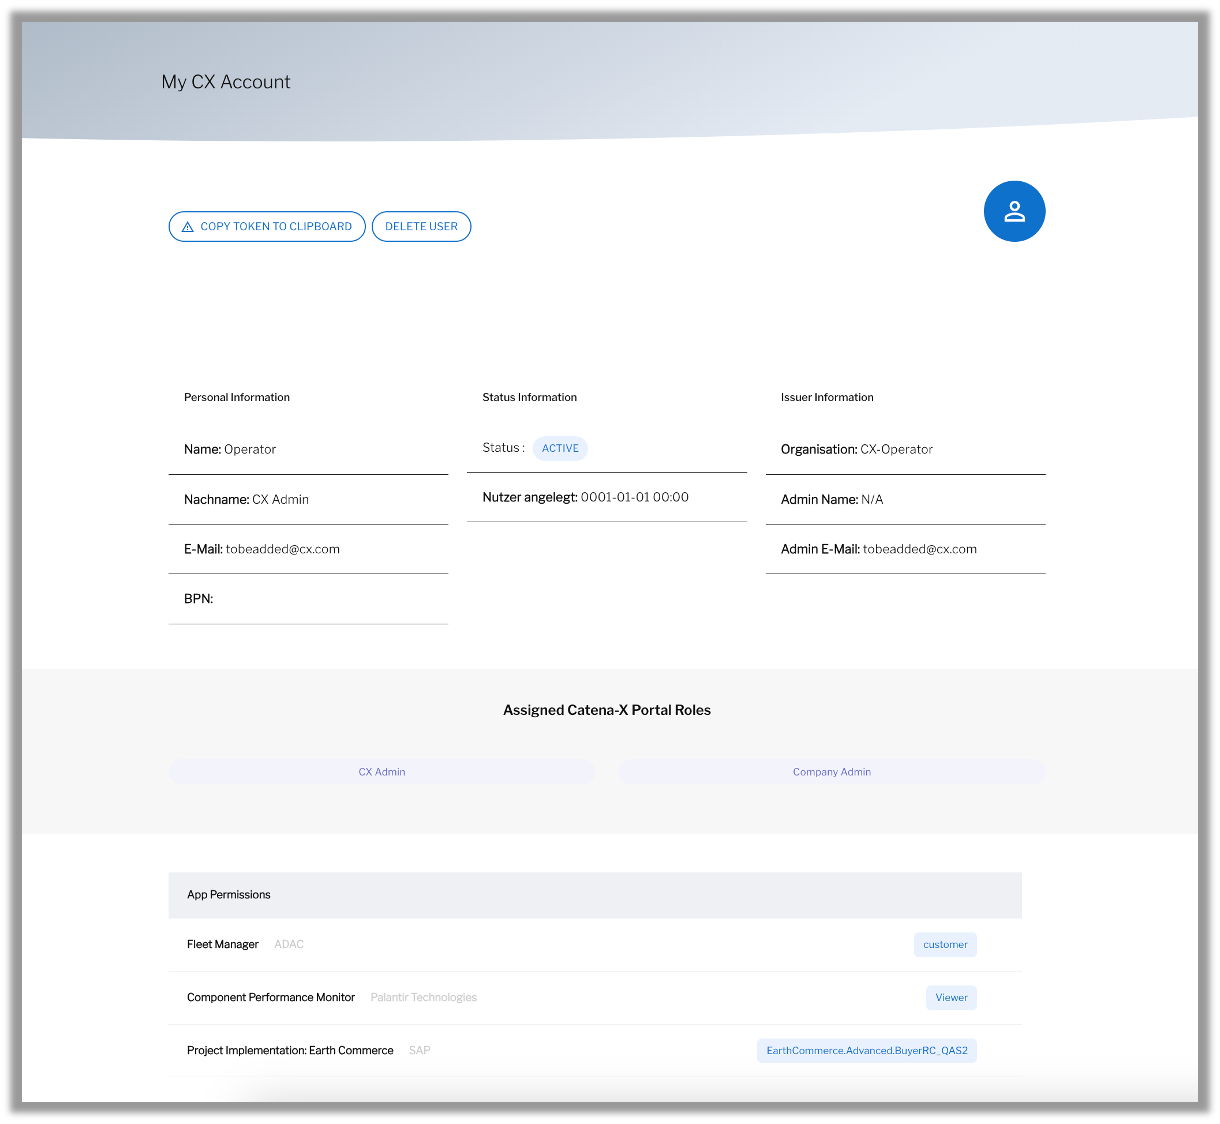 My CX Account
COPY TOKEN TO CLIPBOARD
DELETE USER
Personal Information
Name: Operator
Nachname: CX Admin
E-Mail: tobeadded@cx.com
BPN:
Status Information
Status : ACTIVE
Nutzer angelegt: 0001-01-01 00:00
Issuer Information
Organisation: CX-Operator
Admin Name: N/A
Admin E-Mail: tobeadded@cx.com
Assigned Catena-X Portal Roles
CX Admin
Company Admin
App Permissions
Fleet Manager ADAC customer
Component Performance Monitor Palantir Technologies Viewer
Project Implementation: Earth Commerce SAP EarthCommerce.Advanced.BuyerRC_QAS2